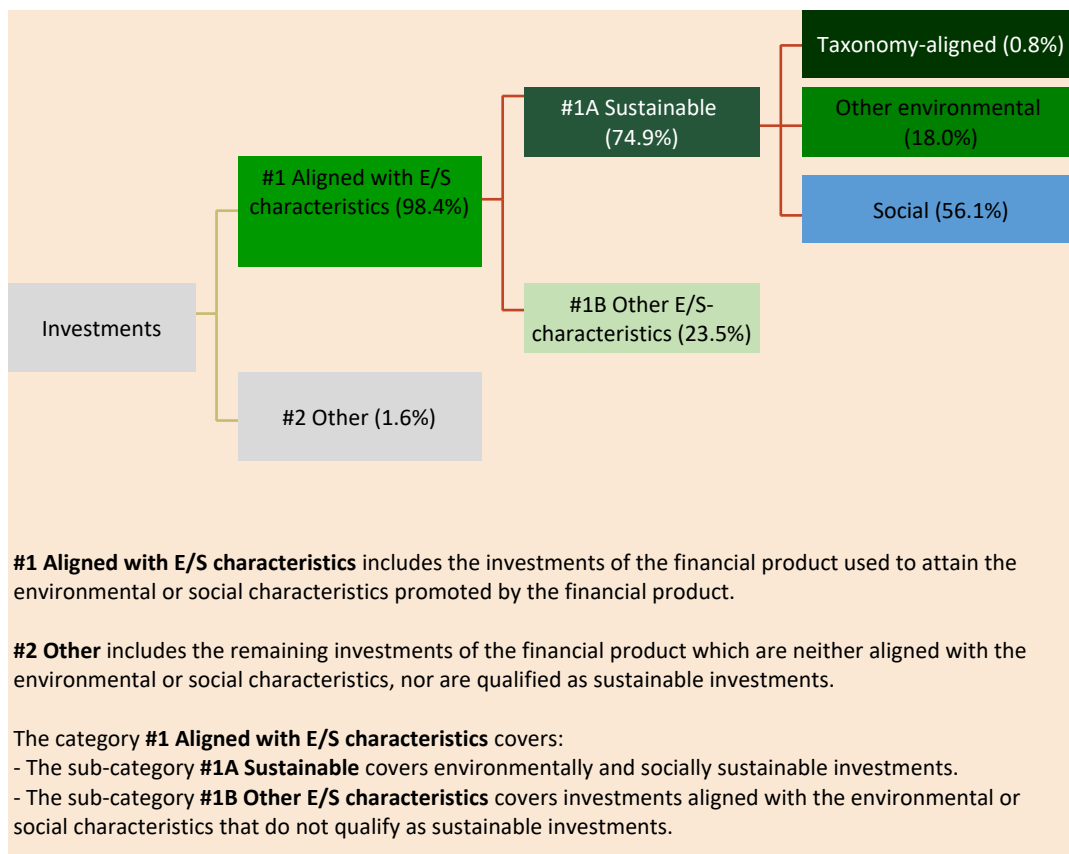 Taxonomy-aligned (0.8%)
#1A Sustainable
(74.9%)
Other environmental
(18.0%)
#1 Aligned with E/S
characteristics (98.4%)
Social (56.1%)
#1B Other E/S-
characteristics (23.5%)
Investments
#2 Other (1.6%)
#1 Aligned with E/S characteristics includes the investments of the financial product used to attain the
environmental or social characteristics promoted by the financial product.
#2 Other includes the remaining investments of the financial product which are neither aligned with the
environmental or social characteristics, nor are qualified as sustainable investments.
The category #1 Aligned with E/S characteristics covers:
- The sub-category #1A Sustainable covers environmentally and socially sustainable investments.
- The sub-category #1B Other E/S characteristics covers investments aligned with the environmental or
social characteristics that do not qualify as sustainable investments.